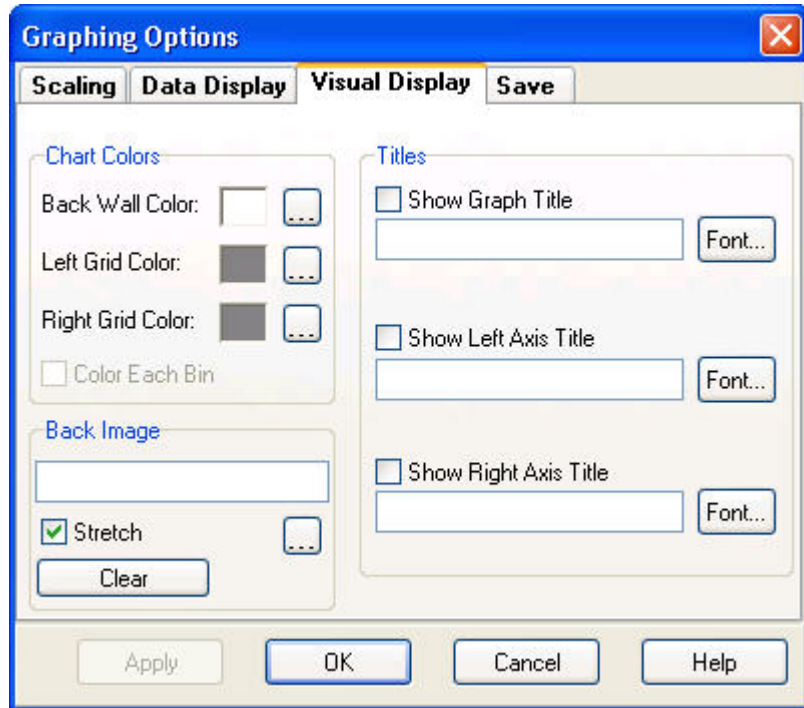 Graphing Options
Scaling Data Display Visual Display Save
Chart Colors
Back Wall Color: ...
Left Grid Color: ...
Right Grid Color: ...
Color Each Bin
Back Image
Stretch ...
Clear
Titles
Show Graph Title
Font...
Show Left Axis Title
Font...
Show Right Axis Title
Font...
Apply OK Cancel Help